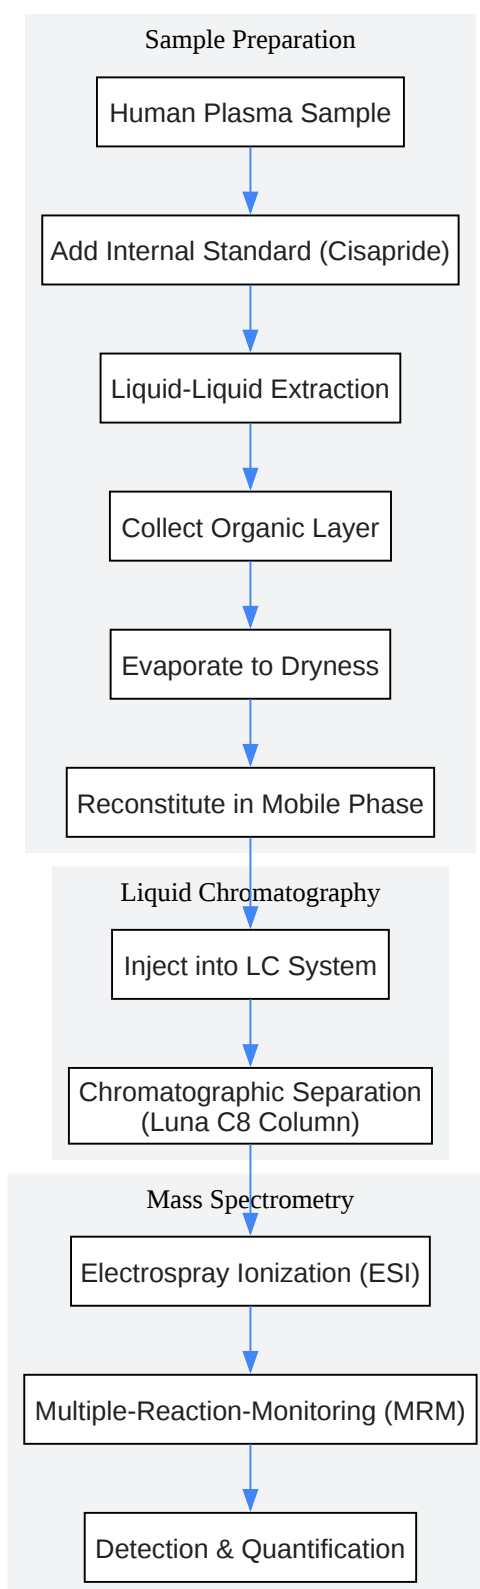 Sample Preparation
Human Plasma Sample
Add Internal Standard (Cisapride)
Liquid-Liquid Extraction
Collect Organic Layer
Evaporate to Dryness
Reconstitute in Mobile Phase
Liquid Chromatography
Inject into LC System
Chromatographic Separation
(Luna C8 Column)
Mass Spectrometry
Electrospray Ionization (ESI)
Multiple-Reaction-Monitoring (MRM)
Detection & Quantification